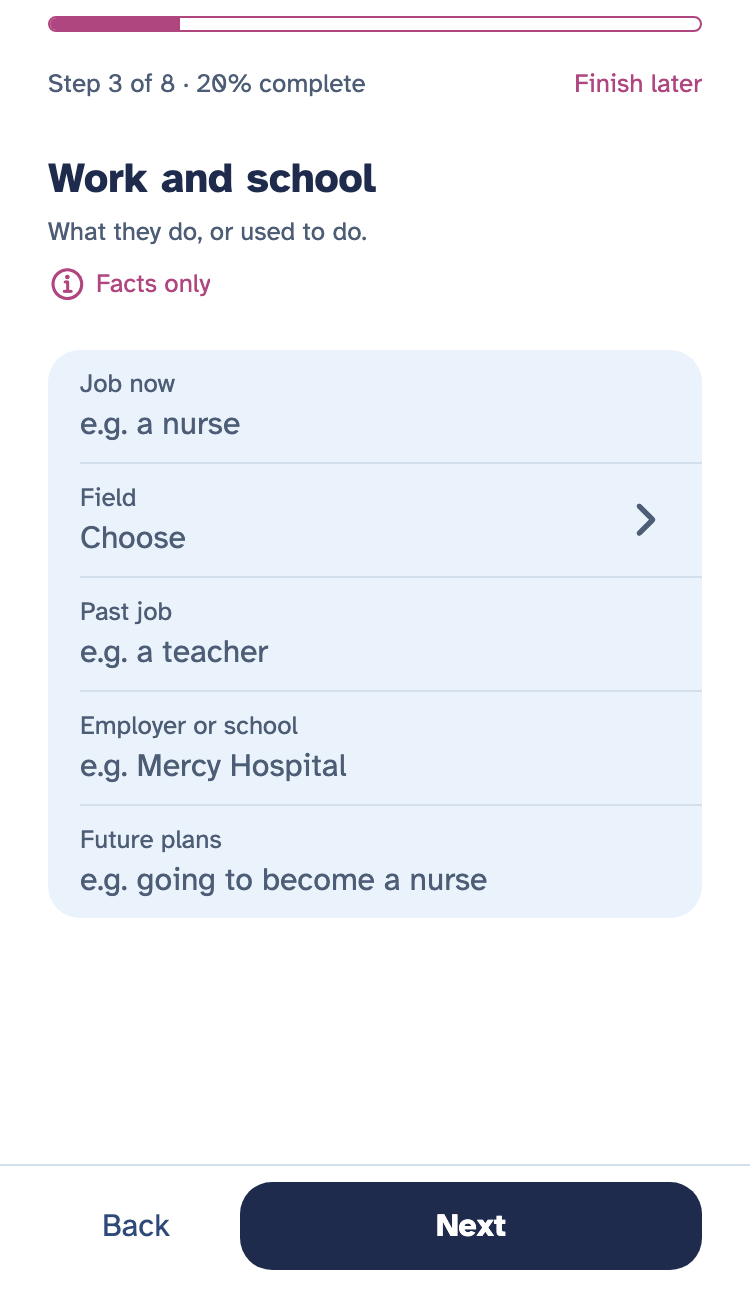 Step 3 of 8 · 20% complete
Finish later
Work and school
What they do, or used to do.
Facts only
Job now
e.g. a nurse
Field
Choose
Past job
e.g. a teacher
Employer or school
e.g. Mercy Hospital
Future plans
e.g. going to become a nurse
Back
Next